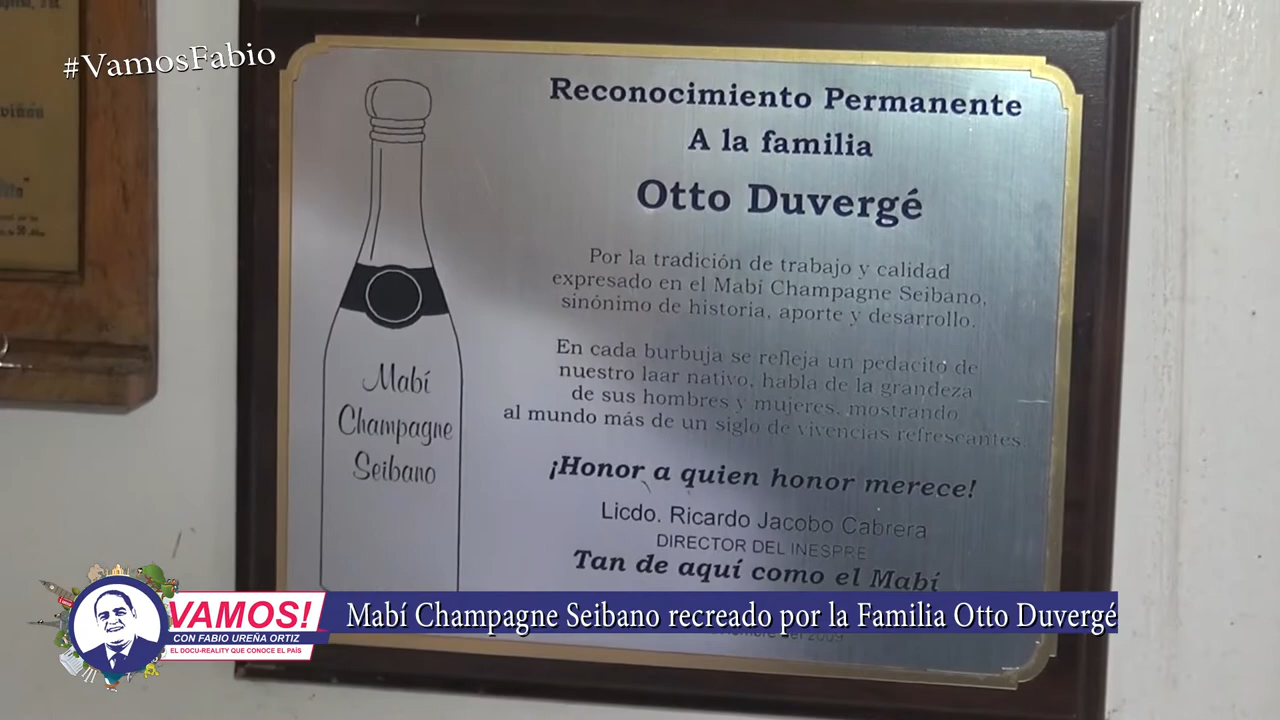 #VamosFabio
Reconocimiento Permanente
A la familia
Otto Duvergé
Por la tradición de trabajo y calidad
expresado en el Mabí Champagne Seibano,
sinónimo de historia, aporte y desarrollo.
En cada burbuja se refleja un pedacito de
nuestro laar nativo, habla de la grandeza
de sus hombres y mujeres, mostrando
al mundo más de un siglo de vivencias refrescantes
¡Honor a quien honor merece!
Licdo. Ricardo Jacobo Cabrera
DIRECTOR DEL INESPRE
Tan de aquí como el Mabí
del 2009
Mabí
Champagne
Seibano
VAMOS!
CON FABIO UREÑA ORTIZ
EL DOCU-REALITY QUE CONOCE EL PAÍS
Mabí Champagne Seibano recreado por la Familia Otto Duvergé